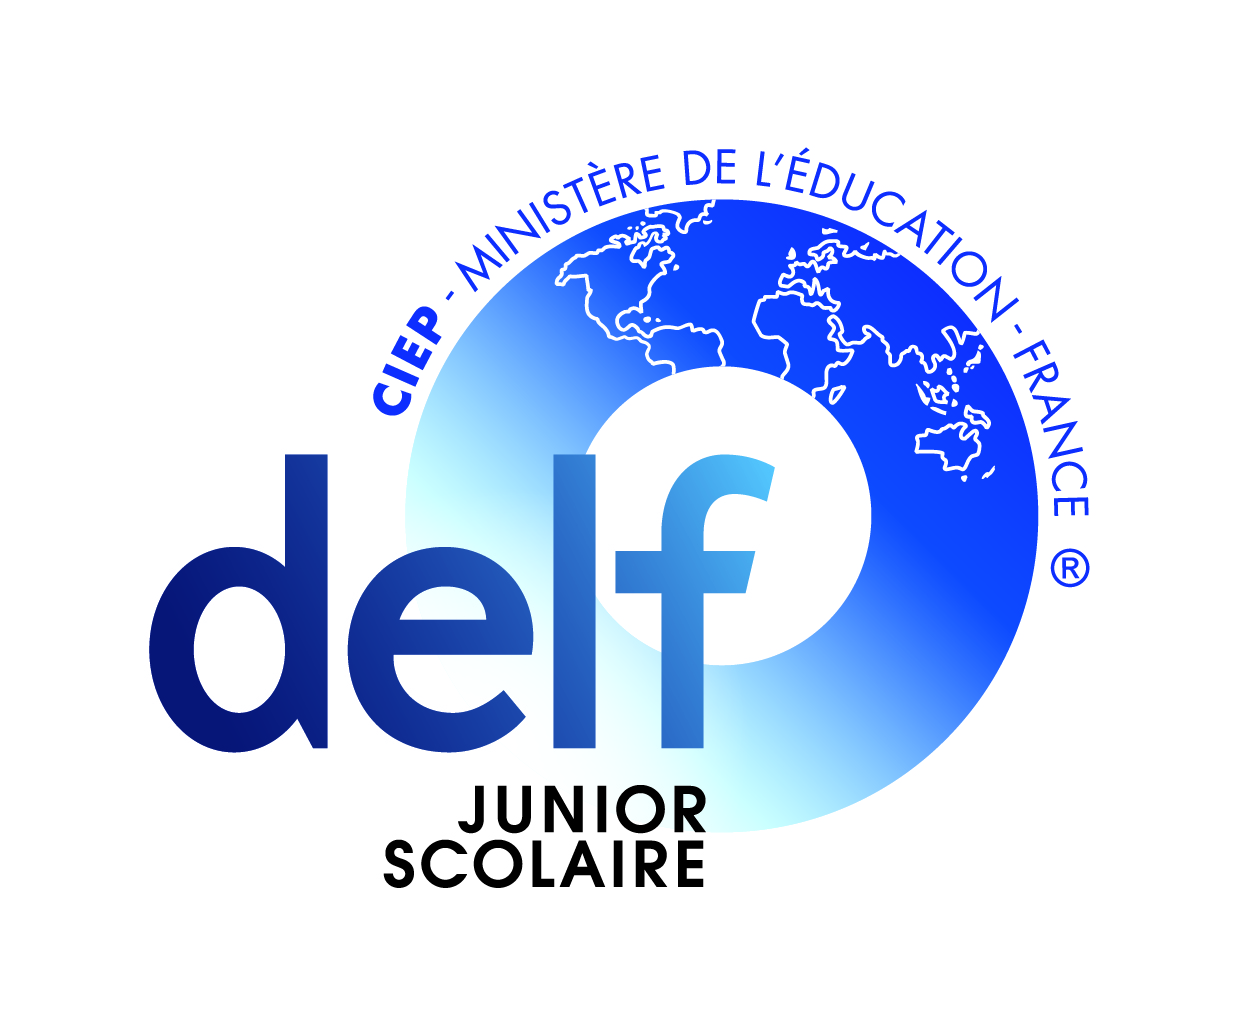 CIEP - MINISTÈRE DE L'ÉDUCATION - FRANCE ®
delf
JUNIOR
SCOLAIRE